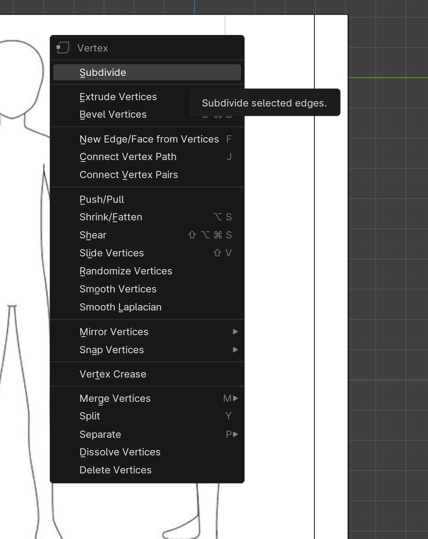 Vertex
Subdivide
Subdivide selected edges.
Extrude Vertices
Bevel Vertices
New Edge/Face from Vertices F
Connect Vertex Path J
Connect Vertex Pairs
Push/Pull
Shrink/Fatten ⌥ S
Shear ⇧ ⌥ ⌘ S
Slide Vertices ⇧ V
Randomize Vertices
Smooth Vertices
Smooth Laplacian
Mirror Vertices
Snap Vertices
Vertex Crease
Merge Vertices M
Split Y
Separate P
Dissolve Vertices
Delete Vertices